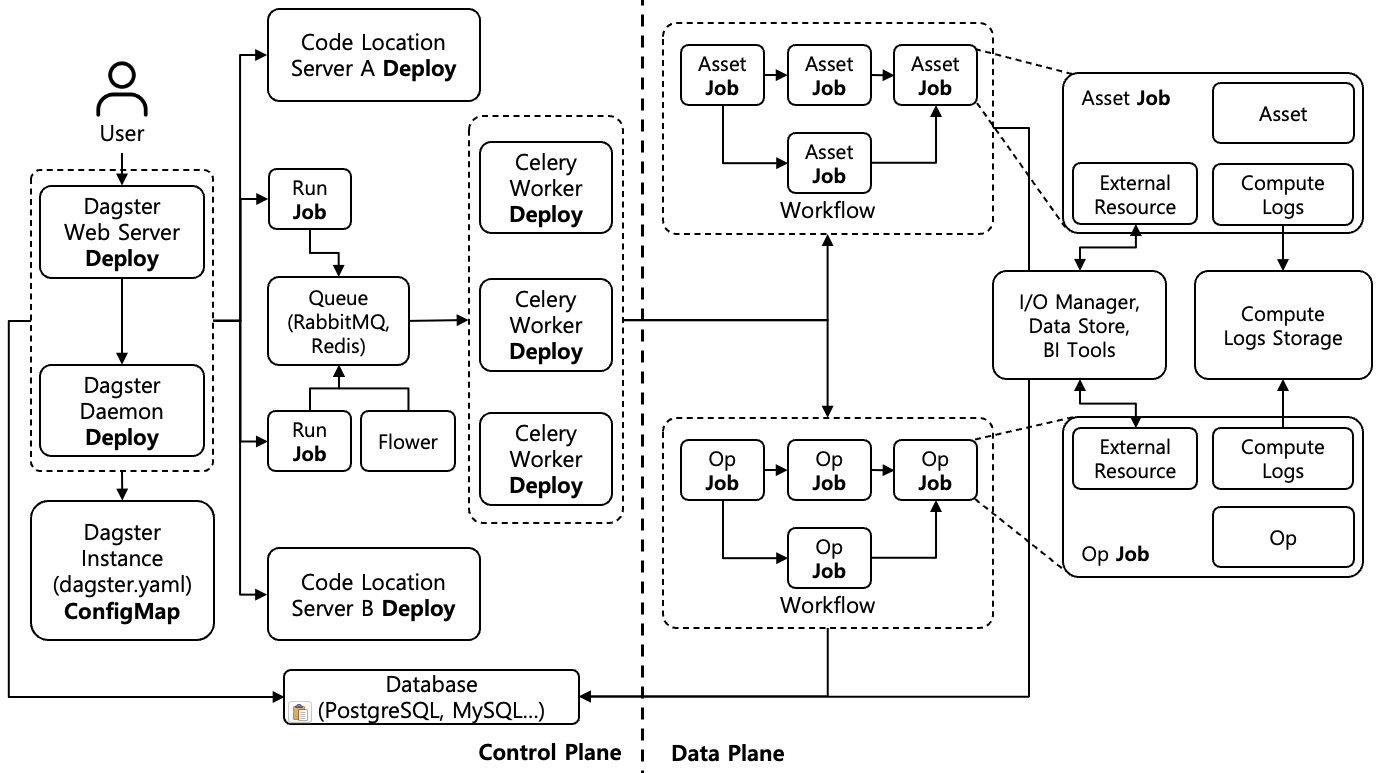 User
Dagster
Web Server
Deploy
Dagster
Daemon
Deploy
Dagster
Instance
(dagster.yaml)
ConfigMap
Code Location
Server A Deploy
Run
Job
Queue
(RabbitMQ,
Redis)
Run
Job
Flower
Code Location
Server B Deploy
Celery
Worker
Deploy
Celery
Worker
Deploy
Celery
Worker
Deploy
Database
(PostgreSQL, MySQL...)
Control Plane
Asset
Job
Asset
Job
Asset
Job
Asset
Job
Workflow
Op
Job
Op
Job
Op
Job
Op
Job
Workflow
Asset Job
Asset
External
Resource
Compute
Logs
I/O Manager,
Data Store,
BI Tools
Compute
Logs Storage
External
Resource
Compute
Logs
Op Job
Op
Data Plane